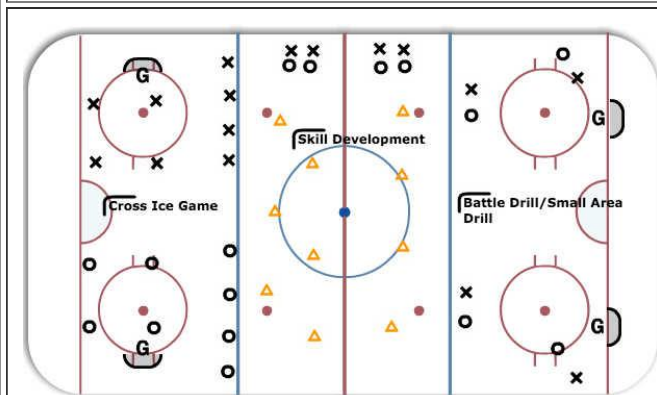 G
G
Skill Development
Cross Ice Game
Battle Drill/Small Area
Drill
G
G